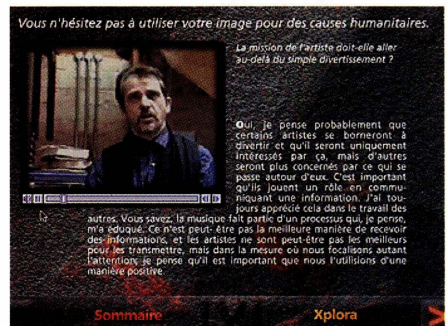 Vous n'hésitez pas à utiliser votre image pour des causes humanitaires.
La mission de l'artiste doit-elle aller
au-delà du simple divertissement ?
Oui, je pense probablement que
certains artistes se borneront à
divertir et qu'il seront uniquement
intéressés par ça, mais d'autres
seront plus concernés par ce qui se
passe autour d'eux. C'est important
qu'ils jouent un rôle en commu-
niquant une information. J'ai tou-
jours apprécié cela dans le travail des
autres. Vous savez, la musique fait partie d'un processus qui, je pense,
m'a éduqué. Ce n'est peut- être pas la meilleure manière de recevoir
des informations, et les artistes ne sont peut-être pas les meilleurs
pour les transmettre, mais dans la mesure où nous focalisons autant
l'attention, je pense qu'il est important que nous l'utilisions d'une
manière positive.
Sommaire
Xplora